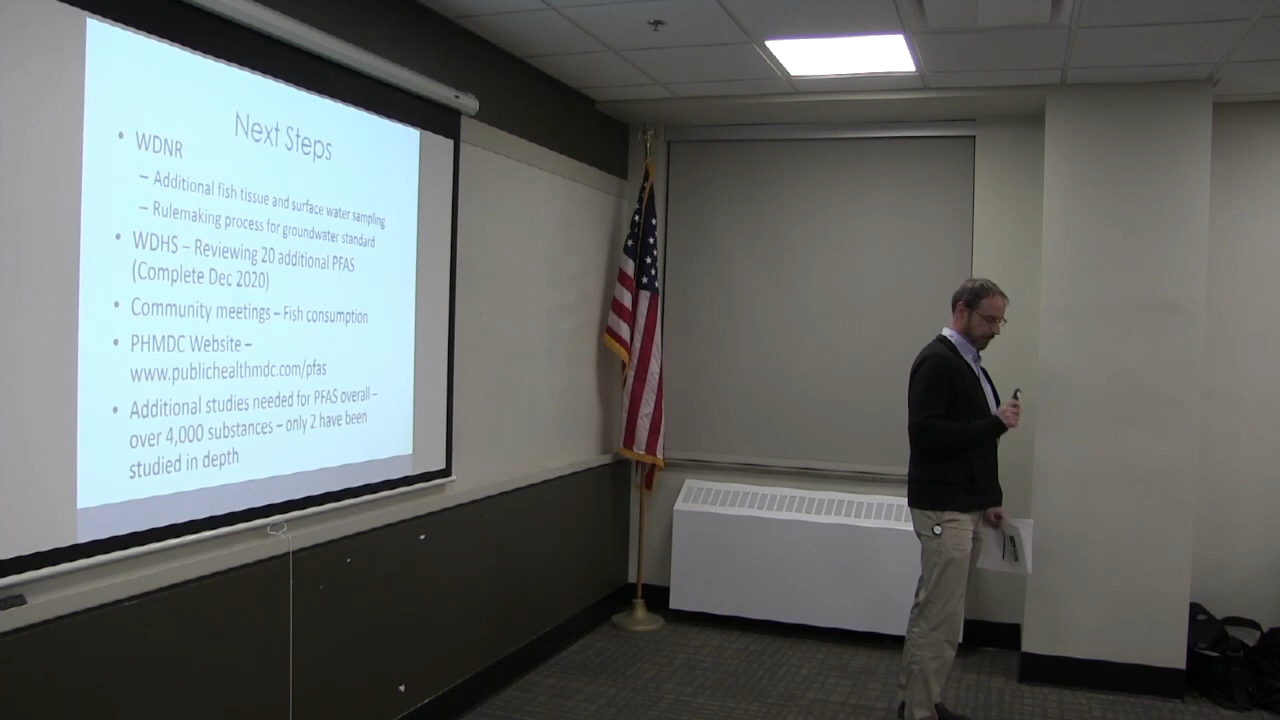 Next Steps
• WDNR
– Additional fish tissue and surface water sampling
– Rulemaking process for groundwater standard
• WDHS – Reviewing 20 additional PFAS
(Complete Dec 2020)
• Community meetings – Fish consumption
• PHMDC Website –
www.publichealthmdc.com/pfas
• Additional studies needed for PFAS overall –
over 4,000 substances – only 2 have been
studied in depth